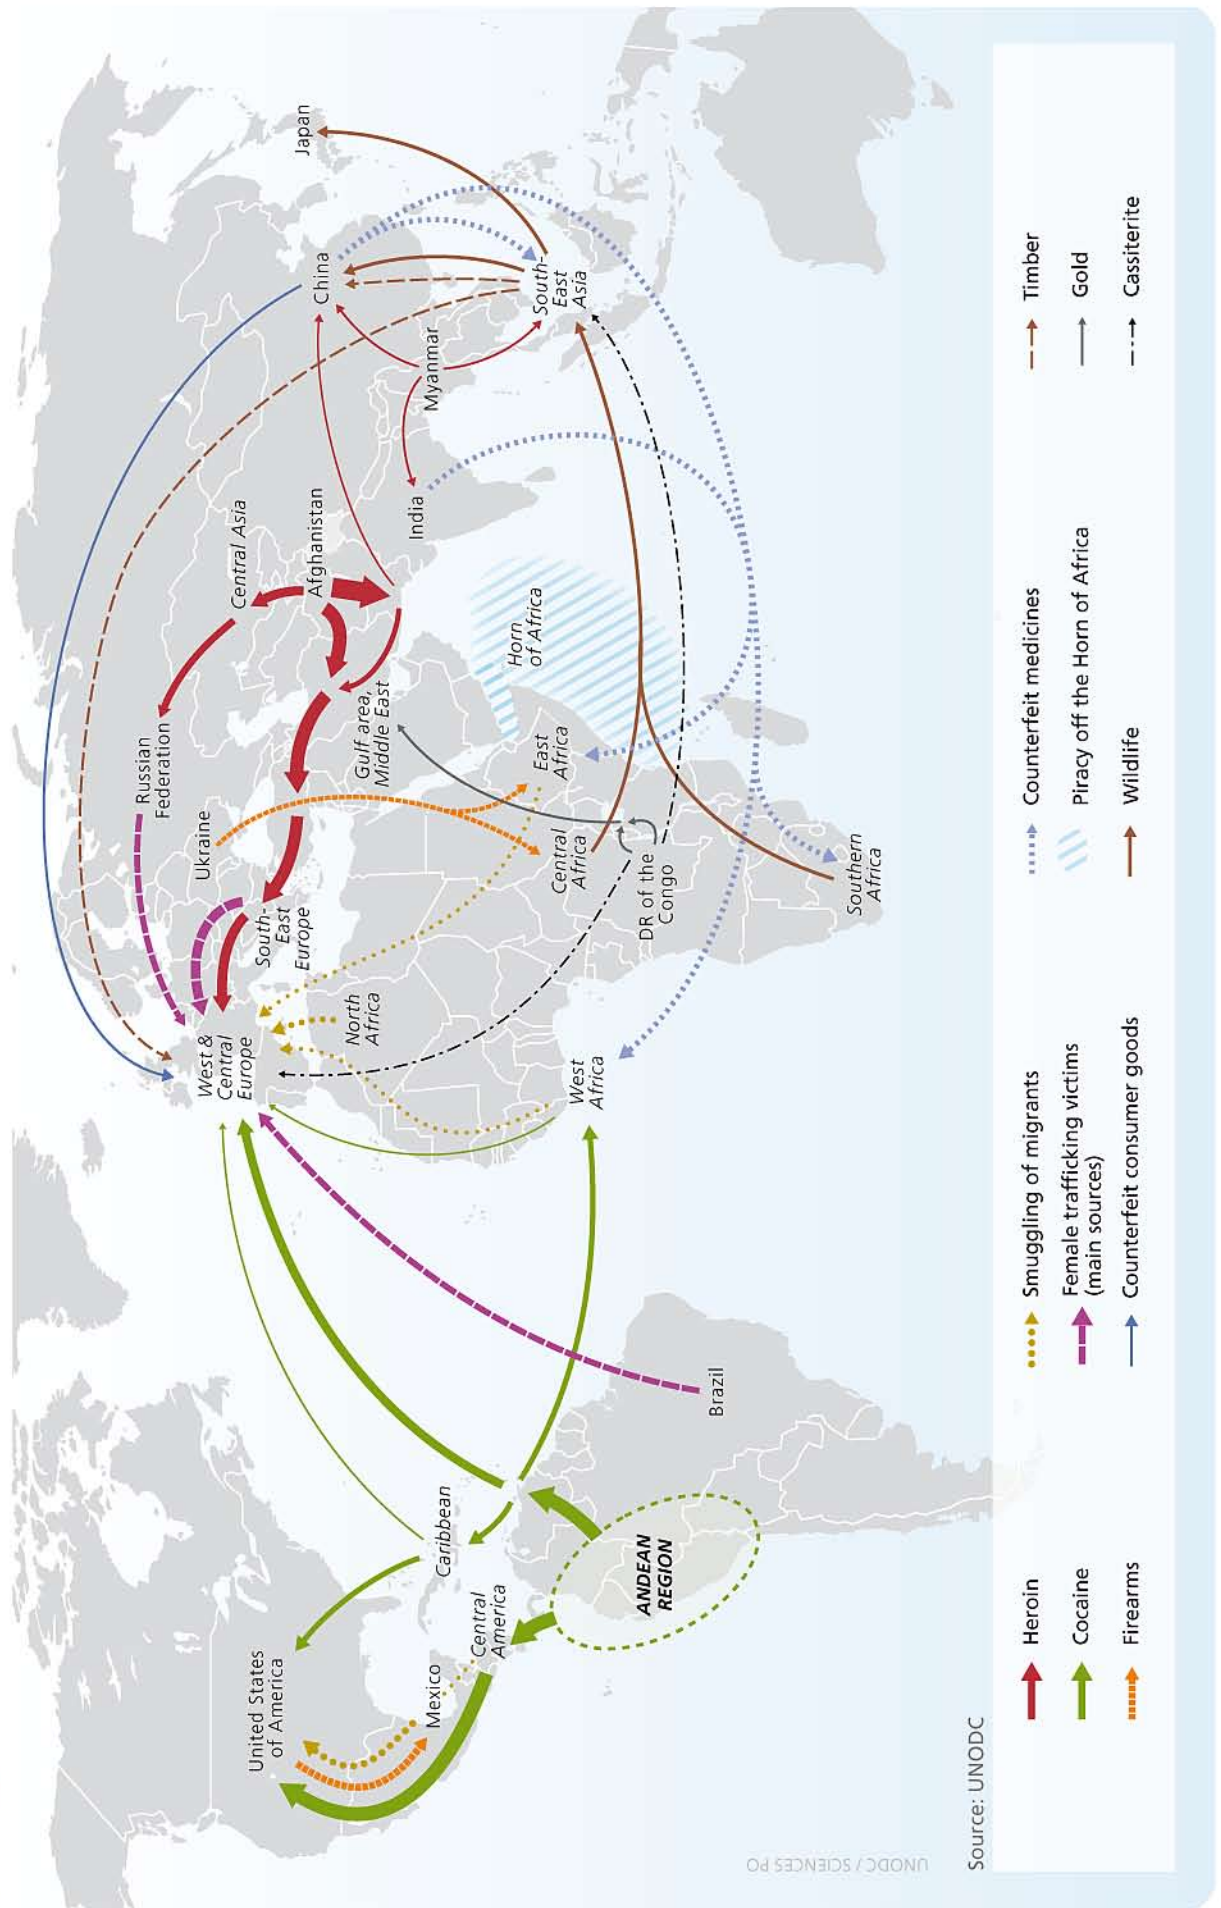 United States
of America
Mexico
Central
America
Caribbean
ANDEAN
REGION
Brazil
West &
Central
Europe
South-
East
Europe
Ukraine
Russian
Federation
North
Africa
West
Africa
Central
Africa
East
Africa
DR of the
Congo
Southern
Africa
Horn
of Africa
Gulf area,
Middle East
Central Asia
Afghanistan
India
Myanmar
China
South-
East
Asia
Japan
UNODC / SCIENCES PO
Source: UNODC
Heroin
Cocaine
Firearms
Smuggling of migrants
Female trafficking victims
(main sources)
Counterfeit consumer goods
Counterfeit medicines
Piracy off the Horn of Africa
Wildlife
Timber
Gold
Cassiterite